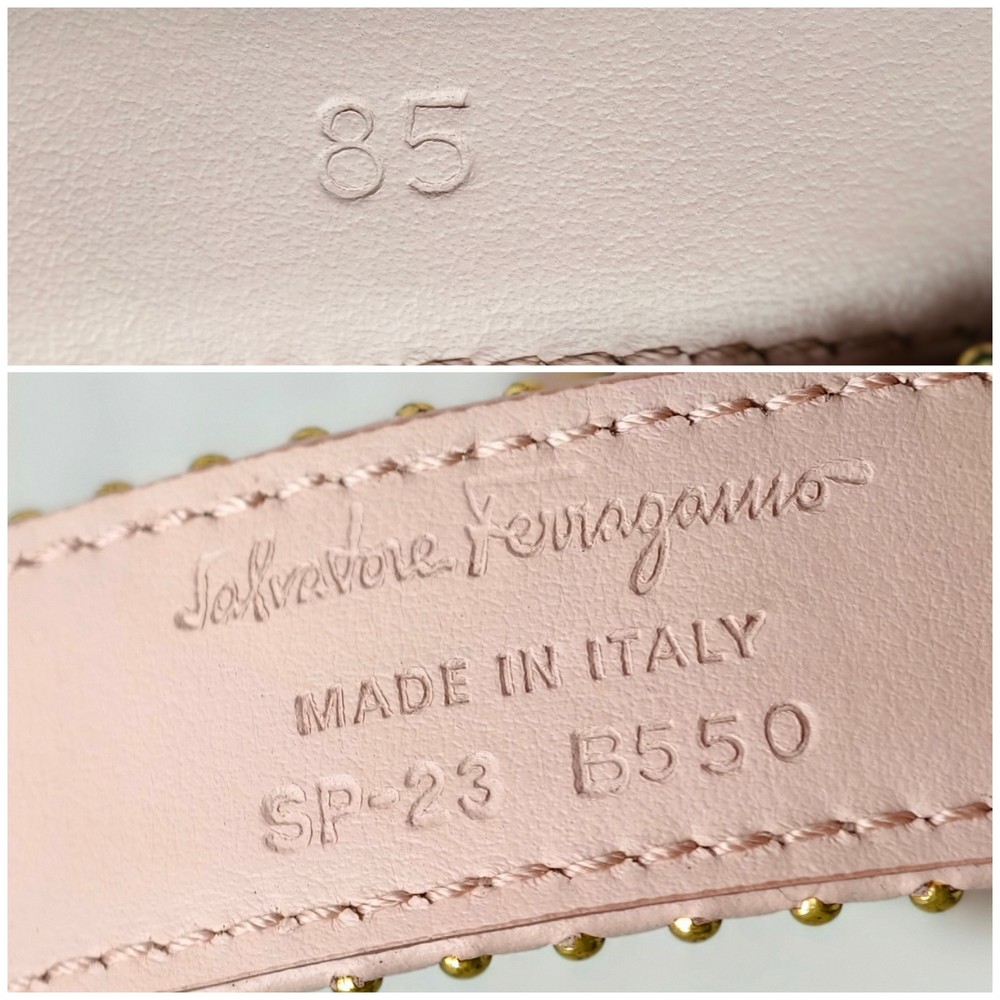 85
Salvatore Ferragamo
MADE IN ITALY
SP-23 B550